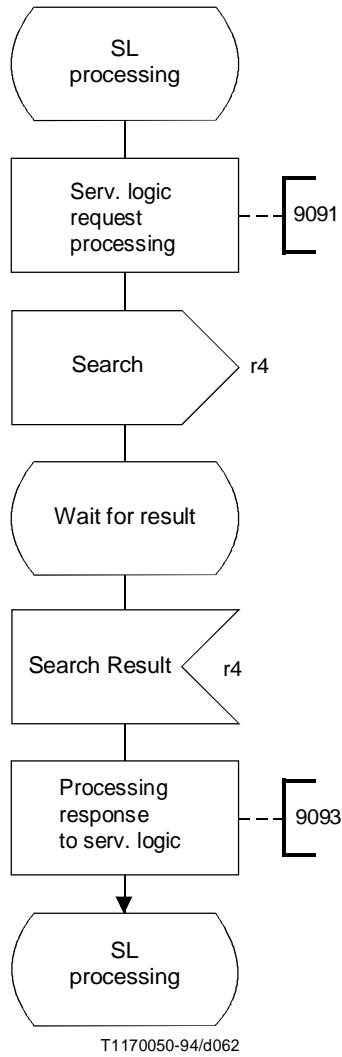 SL
processing
Serv. logic
request
processing
9091
Search
r4
Wait for result
Search Result
r4
Processing
response
to serv. logic
9093
SL
processing
T1170050-94/d062